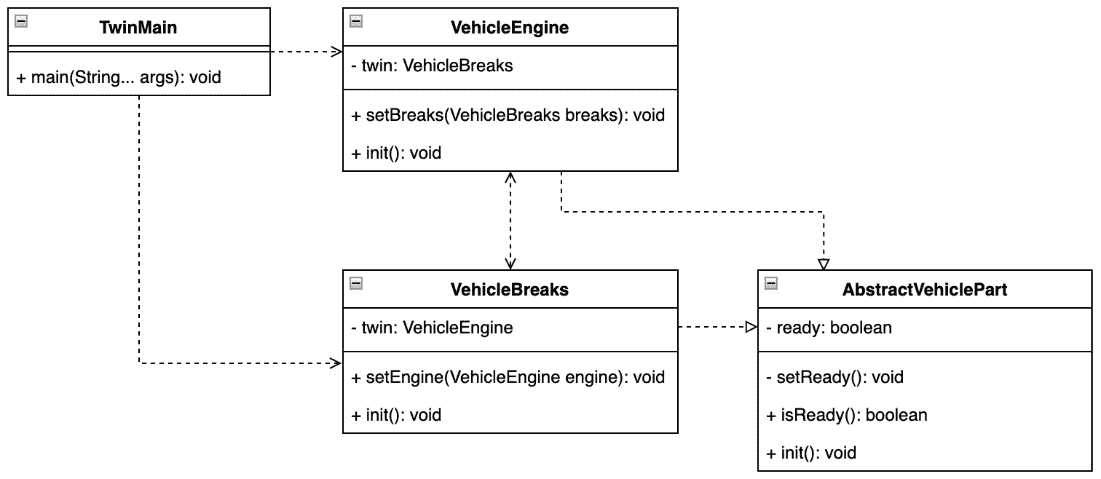 TwinMain
+ main(String... args): void
VehicleEngine
- twin: VehicleBreaks
+ setBreaks(VehicleBreaks breaks): void
+ init(): void
VehicleBreaks
- twin: VehicleEngine
+ setEngine(VehicleEngine engine): void
+ init(): void
AbstractVehiclePart
- ready: boolean
- setReady(): void
+ isReady(): boolean
+ init(): void